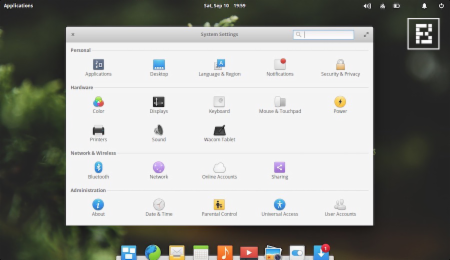 Applications
Sat, Sep 10 19:59
System Settings
Personal
Applications Desktop Language & Region Notifications Security & Privacy
Hardware
Color Displays Keyboard Mouse & Touchpad Power
Printers Sound Wacom Tablet
Network & Wireless
Bluetooth Network Online Accounts Sharing
Administration
About Date & Time Parental Control Universal Access User Accounts
1